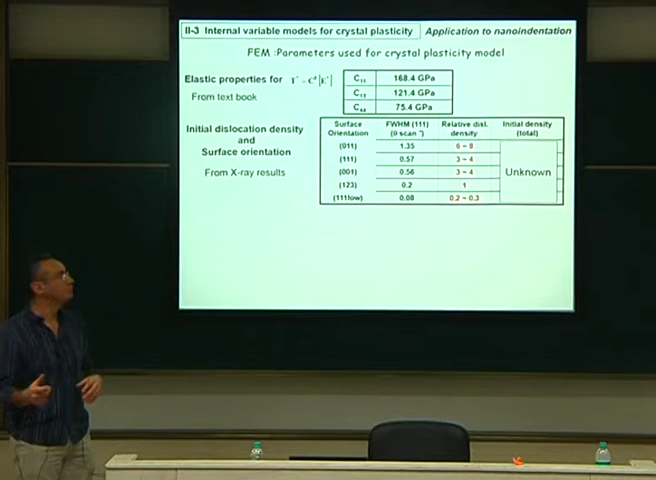 II-3 Internal variable models for crystal plasticity Application to nanoindentation
FEM :Parameters used for crystal plasticity model
Elastic properties for
From text book
C₁₁ 168.4 GPa
C₁₂ 121.4 GPa
C₄₄ 75.4 GPa
Initial dislocation density
and
Surface orientation
From X-ray results
Surface Orientation FWHM (111) (θ scan °) Relative disl. density Initial density (total)
(011) 1.35 6 – 8
(111) 0.57 3 – 4
(001) 0.56 3 – 4 Unknown
(123) 0.2 1
(111low) 0.08 0.2 – 0.3